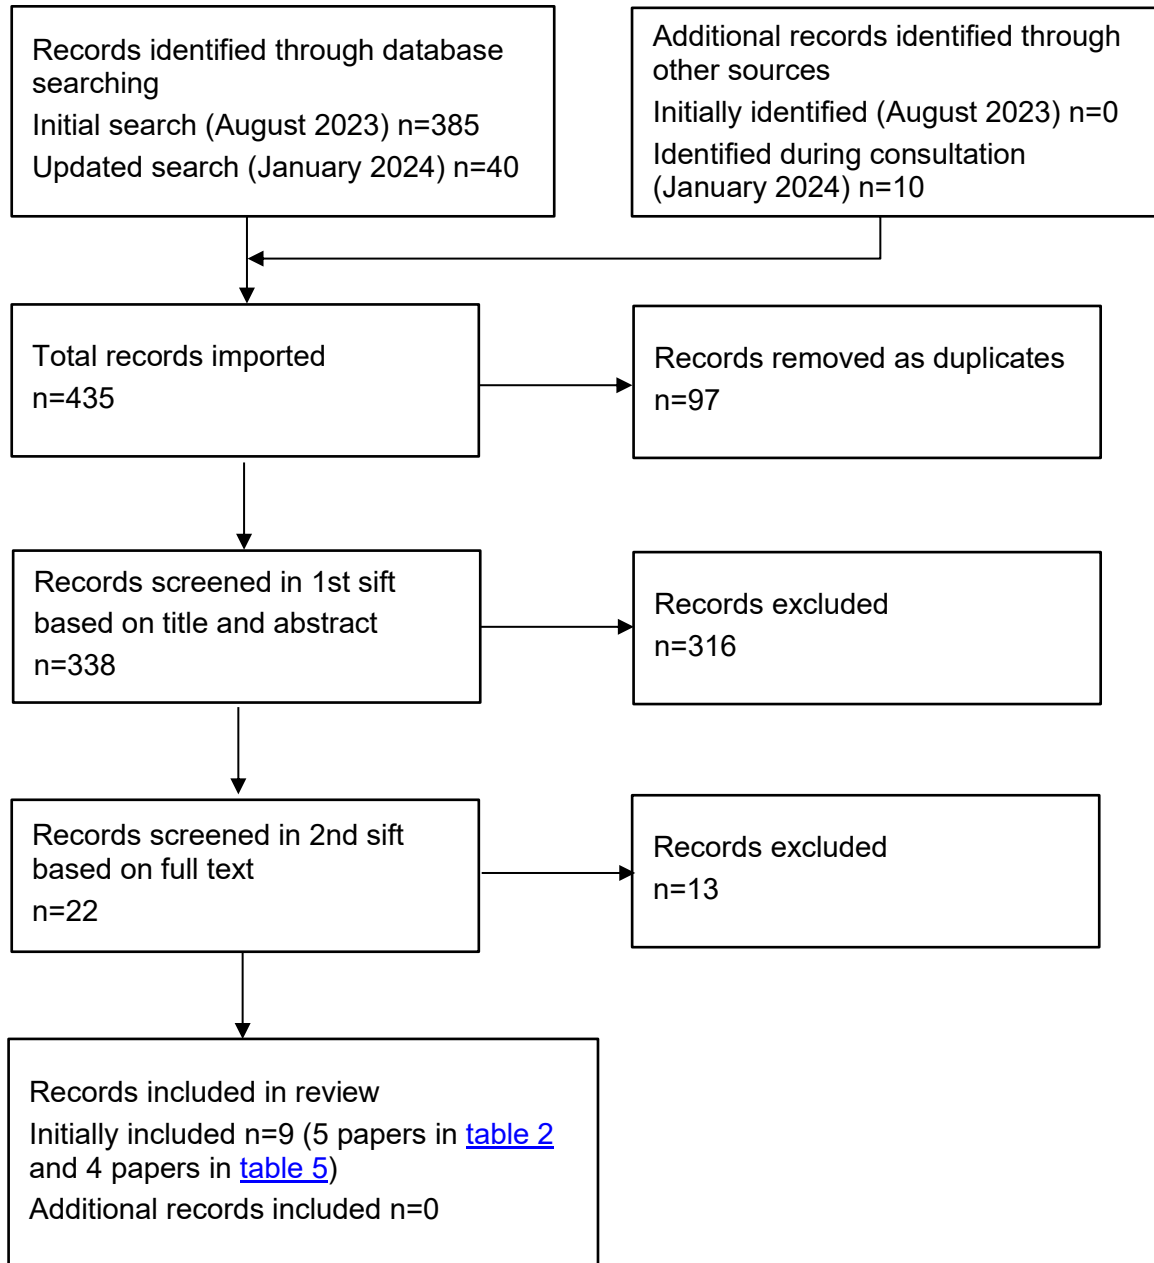 Records identified through database
searching
Initial search (August 2023) n=385
Updated search (January 2024) n=40
Additional records identified through
other sources
Initially identified (August 2023) n=0
Identified during consultation
(January 2024) n=10
Total records imported
n=435
Records removed as duplicates
n=97
Records screened in 1st sift
based on title and abstract
n=338
Records excluded
n=316
Records screened in 2nd sift
based on full text
n=22
Records excluded
n=13
Records included in review
Initially included n=9 (5 papers in table 2
and 4 papers in table 5)
Additional records included n=0